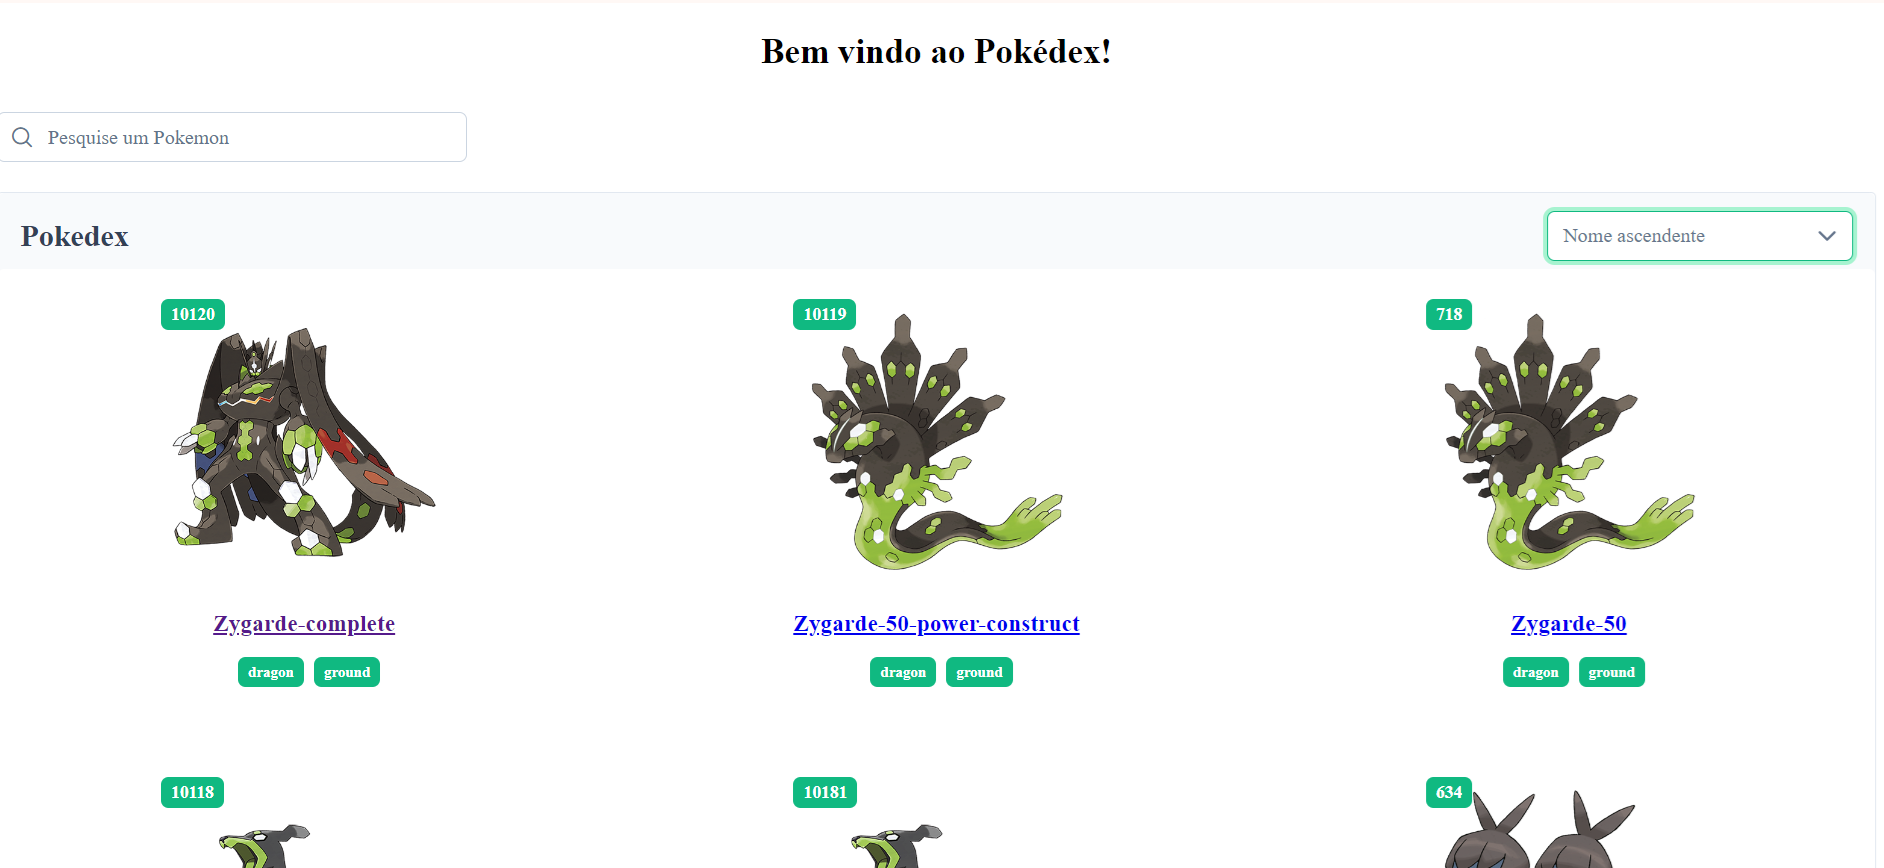 Bem vindo ao Pokédex!
Pesquise um Pokemon
Pokedex
Nome ascendente
10120
10119
718
Zygarde-complete
Zygarde-50-power-construct
Zygarde-50
dragon ground
dragon ground
dragon ground
10118
10181
634